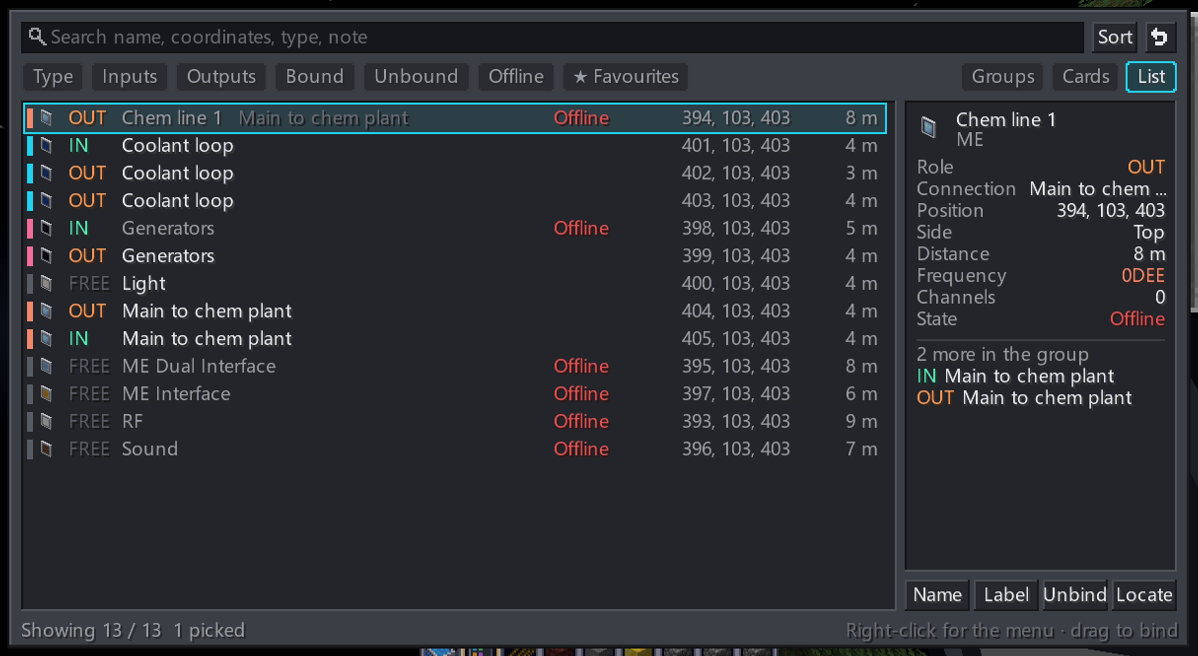 Search name, coordinates, type, note
Sort
Type Inputs Outputs Bound Unbound Offline ★ Favourites Groups Cards List
OUT Chem line 1 Main to chem plant Offline 394, 103, 403 8 m
IN Coolant loop 401, 103, 403 4 m
OUT Coolant loop 402, 103, 403 3 m
OUT Coolant loop 403, 103, 403 4 m
IN Generators Offline 398, 103, 403 5 m
OUT Generators 399, 103, 403 4 m
FREE Light 400, 103, 403 4 m
OUT Main to chem plant 404, 103, 403 4 m
IN Main to chem plant 405, 103, 403 4 m
FREE ME Dual Interface Offline 395, 103, 403 8 m
FREE ME Interface Offline 397, 103, 403 6 m
FREE RF Offline 393, 103, 403 9 m
FREE Sound Offline 396, 103, 403 7 m
Chem line 1
ME
Role OUT
Connection Main to chem ...
Position 394, 103, 403
Side Top
Distance 8 m
Frequency 0DEE
Channels 0
State Offline
2 more in the group
IN Main to chem plant
OUT Main to chem plant
Name Label Unbind Locate
Showing 13 / 13 1 picked
Right-click for the menu · drag to bind